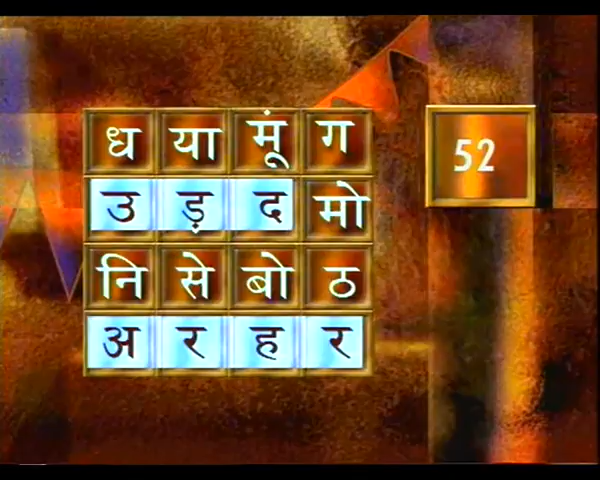 ध या मूं ग
52
उ ड़ द मो
नि से बो ठ
अ र ह र